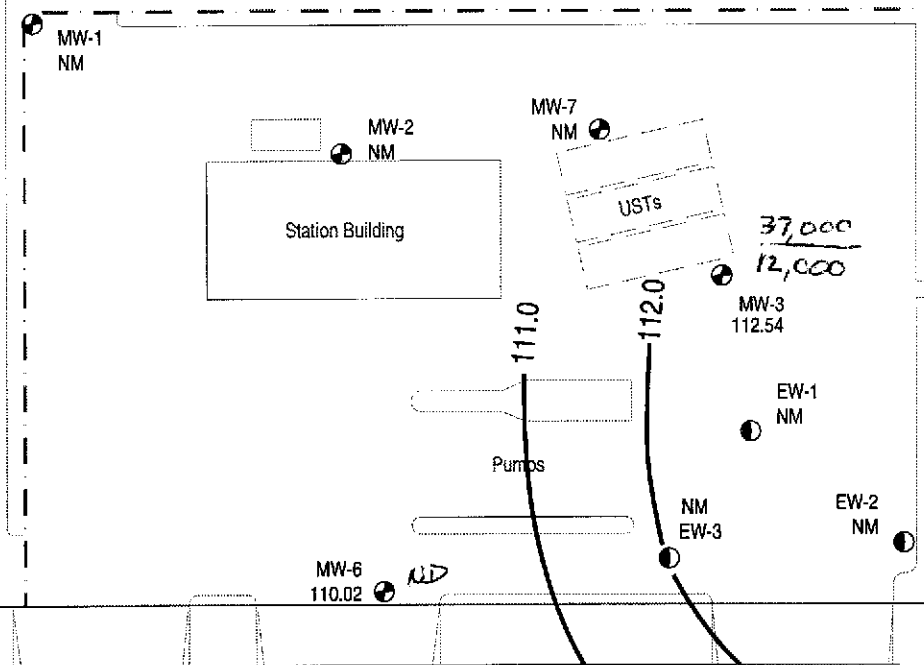 MW-1
NM
MW-2
NM
MW-7
NM
USTs
Station Building
37,000
12,000
MW-3
112.54
111.0
112.0
EW-1
NM
Pumps
NM
EW-3
EW-2
NM
MW-6
110.02
ND